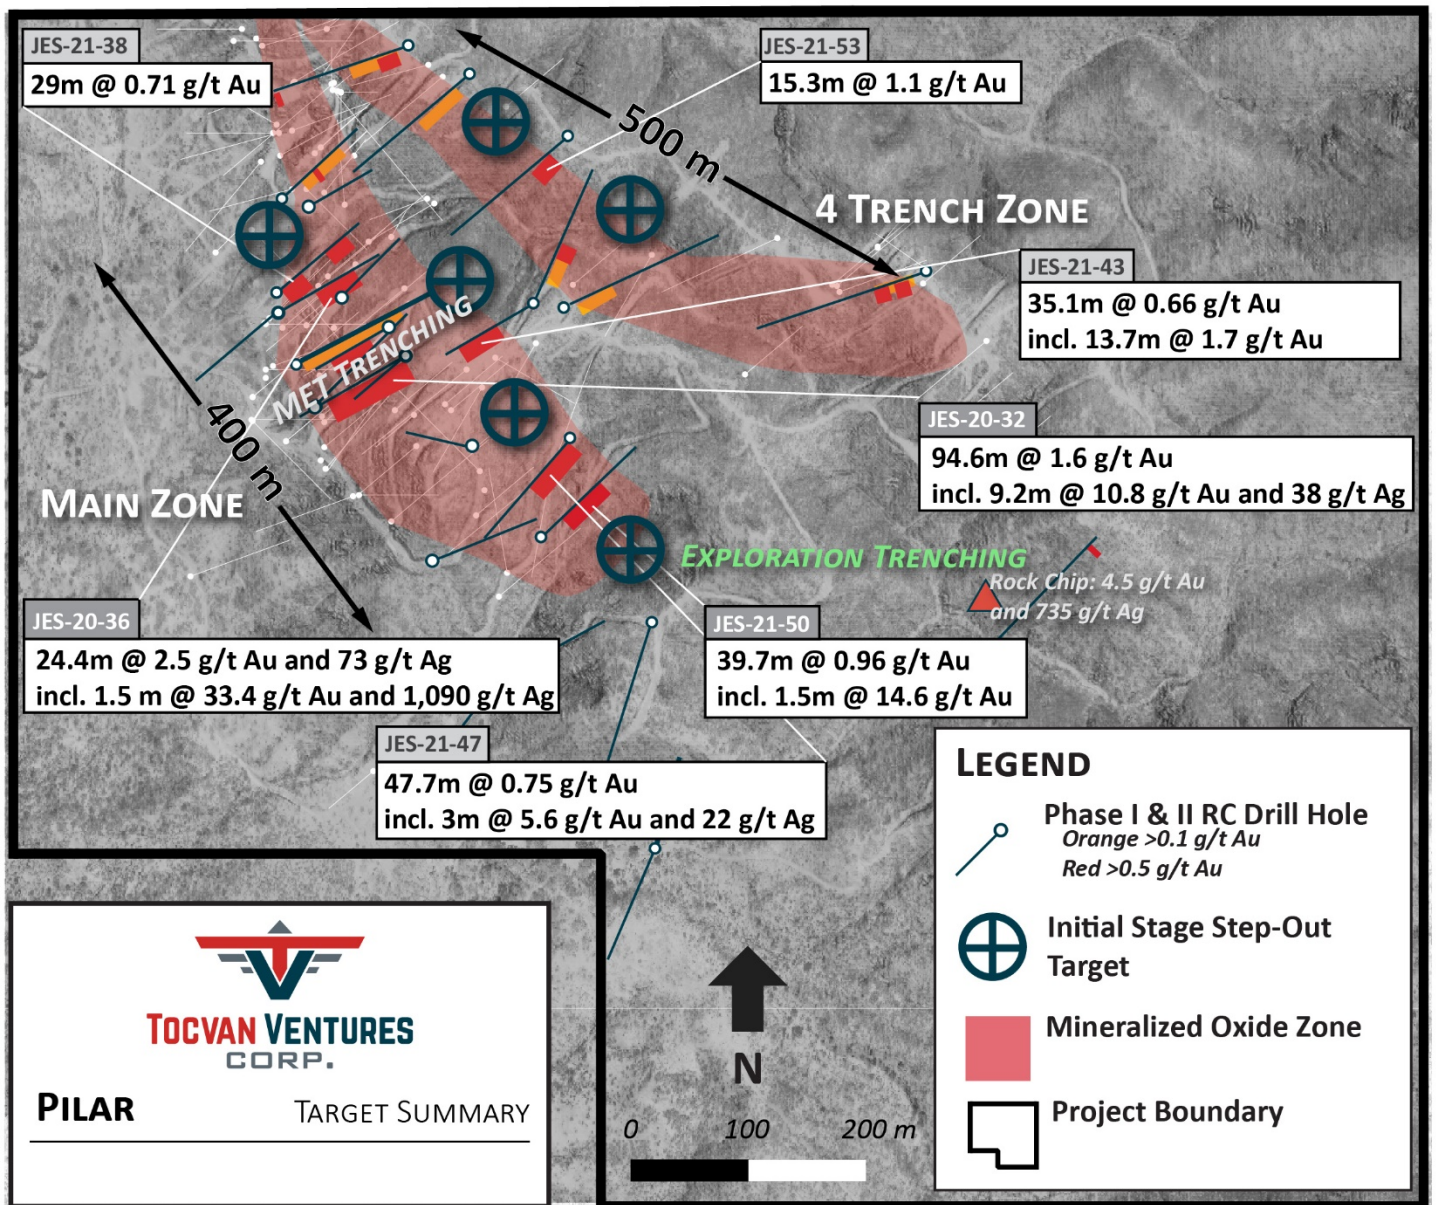 JES-21-38
29m @ 0.71 g/t Au
JES-21-53
15.3m @ 1.1 g/t Au
500 m
4 TRENCH ZONE
JES-21-43
35.1m @ 0.66 g/t Au
incl. 13.7m @ 1.7 g/t Au
MET TRENCHING
400 m
MAIN ZONE
JES-20-32
94.6m @ 1.6 g/t Au
incl. 9.2m @ 10.8 g/t Au and 38 g/t Ag
EXPLORATION TRENCHING
Rock Chip: 4.5 g/t Au
and 735 g/t Ag
JES-20-36
24.4m @ 2.5 g/t Au and 73 g/t Ag
incl. 1.5 m @ 33.4 g/t Au and 1,090 g/t Ag
JES-21-50
39.7m @ 0.96 g/t Au
incl. 1.5m @ 14.6 g/t Au
JES-21-47
47.7m @ 0.75 g/t Au
incl. 3m @ 5.6 g/t Au and 22 g/t Ag
LEGEND
Phase I & II RC Drill Hole
Orange >0.1 g/t Au
Red >0.5 g/t Au
Initial Stage Step-Out
Target
Mineralized Oxide Zone
Project Boundary
TOCVAN VENTURES
CORP.
PILAR TARGET SUMMARY
N
0 100 200 m